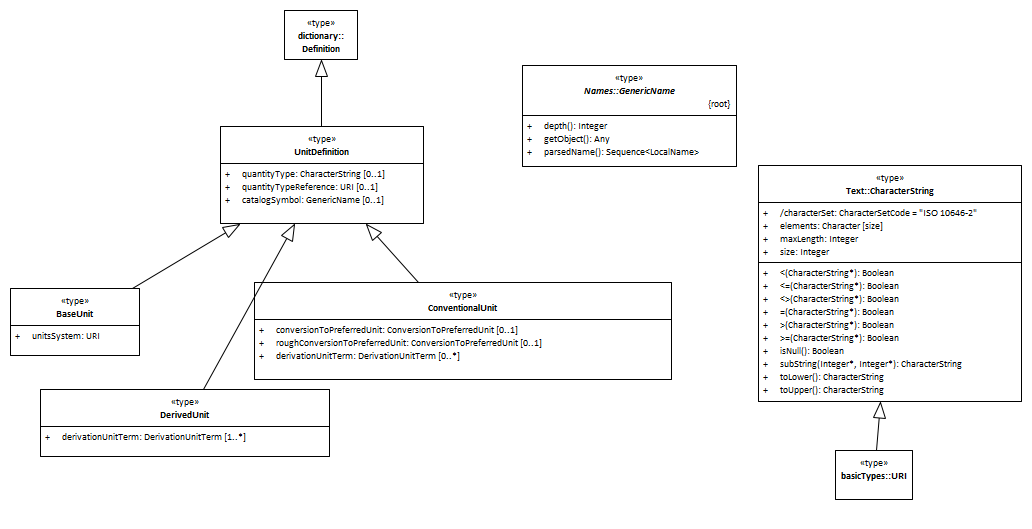 «type»
dictionary::
Definition
«type»
Names::GenericName
{root}
+ depth(): Integer
+ getObject(): Any
+ parsedName(): Sequence<LocalName>
«type»
UnitDefinition
+ quantityType: CharacterString [0..1]
+ quantityTypeReference: URI [0..1]
+ catalogSymbol: GenericName [0..1]
«type»
Text::CharacterString
+ /characterSet: CharacterSetCode = "ISO 10646-2"
+ elements: Character [size]
+ maxLength: Integer
+ size: Integer
+ <(CharacterString*): Boolean
+ <=(CharacterString*): Boolean
+ <>(CharacterString*): Boolean
+ =(CharacterString*): Boolean
+ >(CharacterString*): Boolean
+ >=(CharacterString*): Boolean
+ isNull(): Boolean
+ subString(Integer*, Integer*): CharacterString
+ toLower(): CharacterString
+ toUpper(): CharacterString
«type»
BaseUnit
+ unitsSystem: URI
«type»
ConventionalUnit
+ conversionToPreferredUnit: ConversionToPreferredUnit [0..1]
+ roughConversionToPreferredUnit: ConversionToPreferredUnit [0..1]
+ derivationUnitTerm: DerivationUnitTerm [0..*]
«type»
DerivedUnit
+ derivationUnitTerm: DerivationUnitTerm [1..*]
«type»
basicTypes::URI